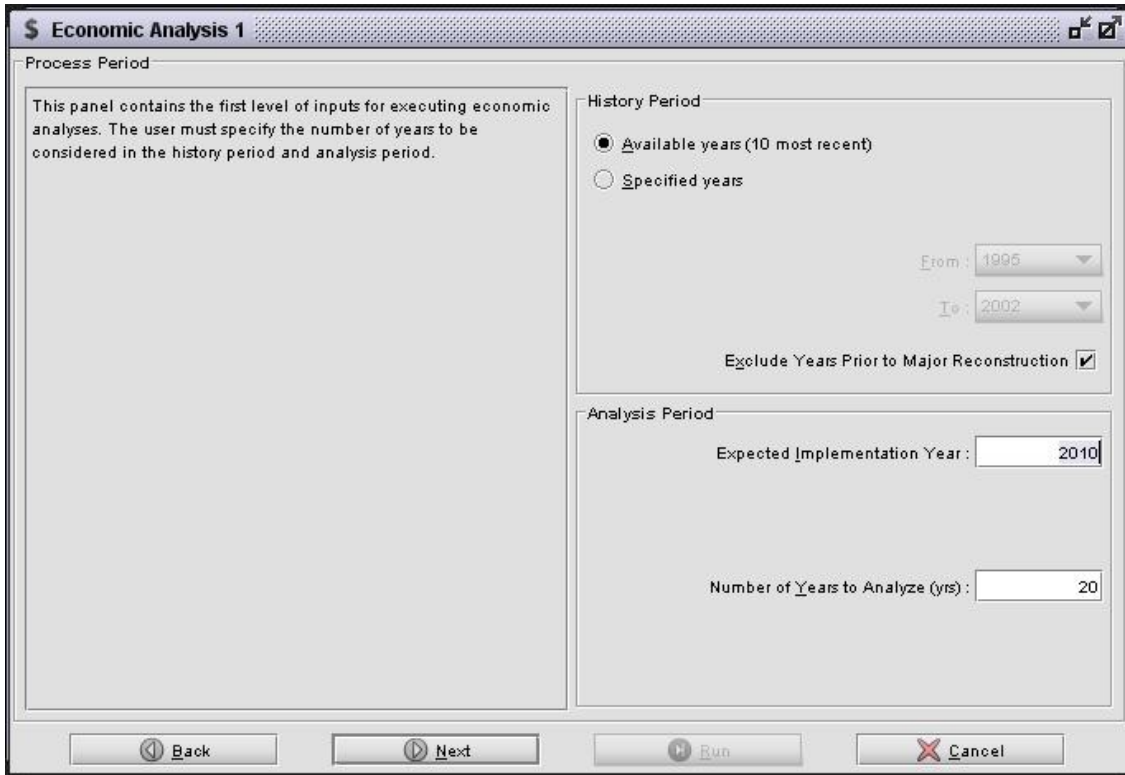 $ Economic Analysis 1
Process Period
This panel contains the first level of inputs for executing economic
analyses. The user must specify the number of years to be
considered in the history period and analysis period.
History Period
Available years (10 most recent)
Specified years
From : 1995
To : 2002
Exclude Years Prior to Major Reconstruction
Analysis Period
Expected Implementation Year : 2010
Number of Years to Analyze (yrs) : 20
Back
Next
Run
Cancel